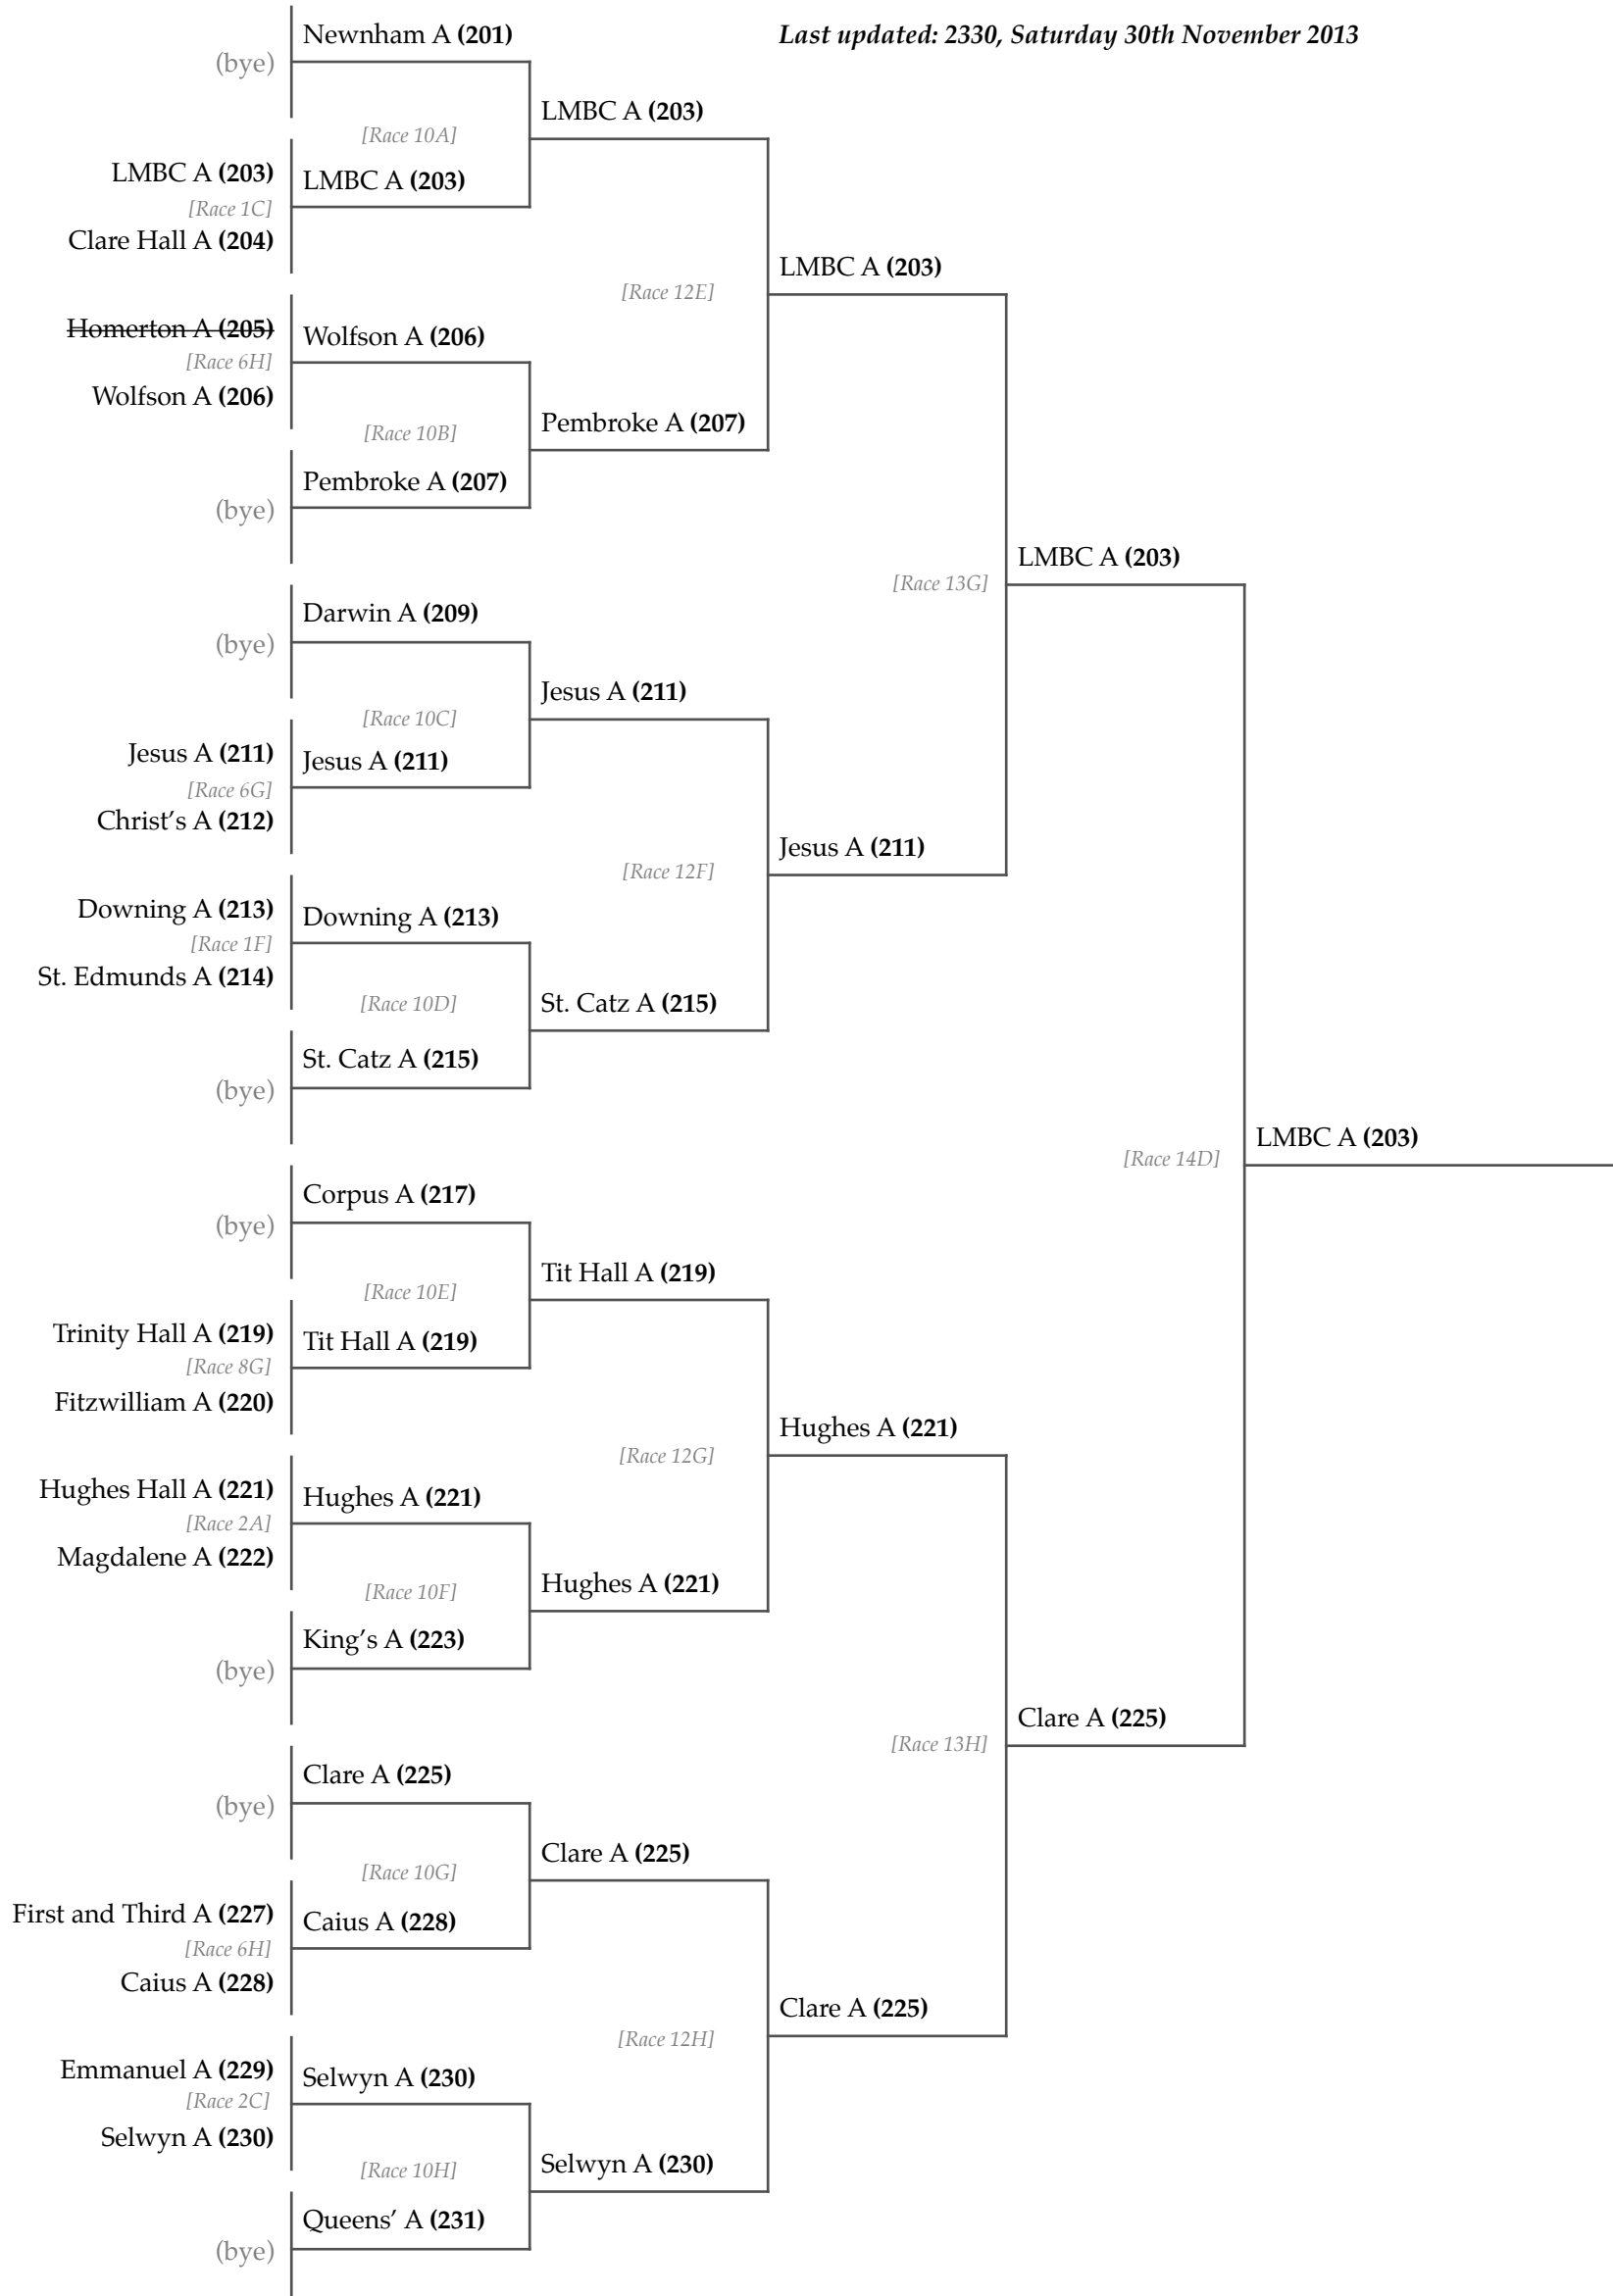 Newnham A (201)
Last updated: 2330, Saturday 30th November 2013
(bye)
LMBC A (203)
[Race 10A]
LMBC A (203)
LMBC A (203)
[Race 1C]
Clare Hall A (204)
LMBC A (203)
[Race 12E]
Homerton A (205)
Wolfson A (206)
[Race 6H]
Wolfson A (206)
Pembroke A (207)
[Race 10B]
Pembroke A (207)
(bye)
LMBC A (203)
[Race 13G]
Darwin A (209)
(bye)
Jesus A (211)
[Race 10C]
Jesus A (211)
Jesus A (211)
[Race 6G]
Christ's A (212)
Jesus A (211)
[Race 12F]
Downing A (213)
Downing A (213)
[Race 1F]
St. Edmunds A (214)
[Race 10D]
St. Catz A (215)
St. Catz A (215)
(bye)
LMBC A (203)
[Race 14D]
Corpus A (217)
(bye)
Tit Hall A (219)
[Race 10E]
Trinity Hall A (219)
Tit Hall A (219)
[Race 8G]
Fitzwilliam A (220)
Hughes A (221)
[Race 12G]
Hughes Hall A (221)
Hughes A (221)
[Race 2A]
Magdalene A (222)
Hughes A (221)
[Race 10F]
King's A (223)
(bye)
Clare A (225)
[Race 13H]
Clare A (225)
(bye)
Clare A (225)
[Race 10G]
First and Third A (227)
Caius A (228)
[Race 6H]
Caius A (228)
Clare A (225)
[Race 12H]
Emmanuel A (229)
Selwyn A (230)
[Race 2C]
Selwyn A (230)
Selwyn A (230)
[Race 10H]
Queens' A (231)
(bye)